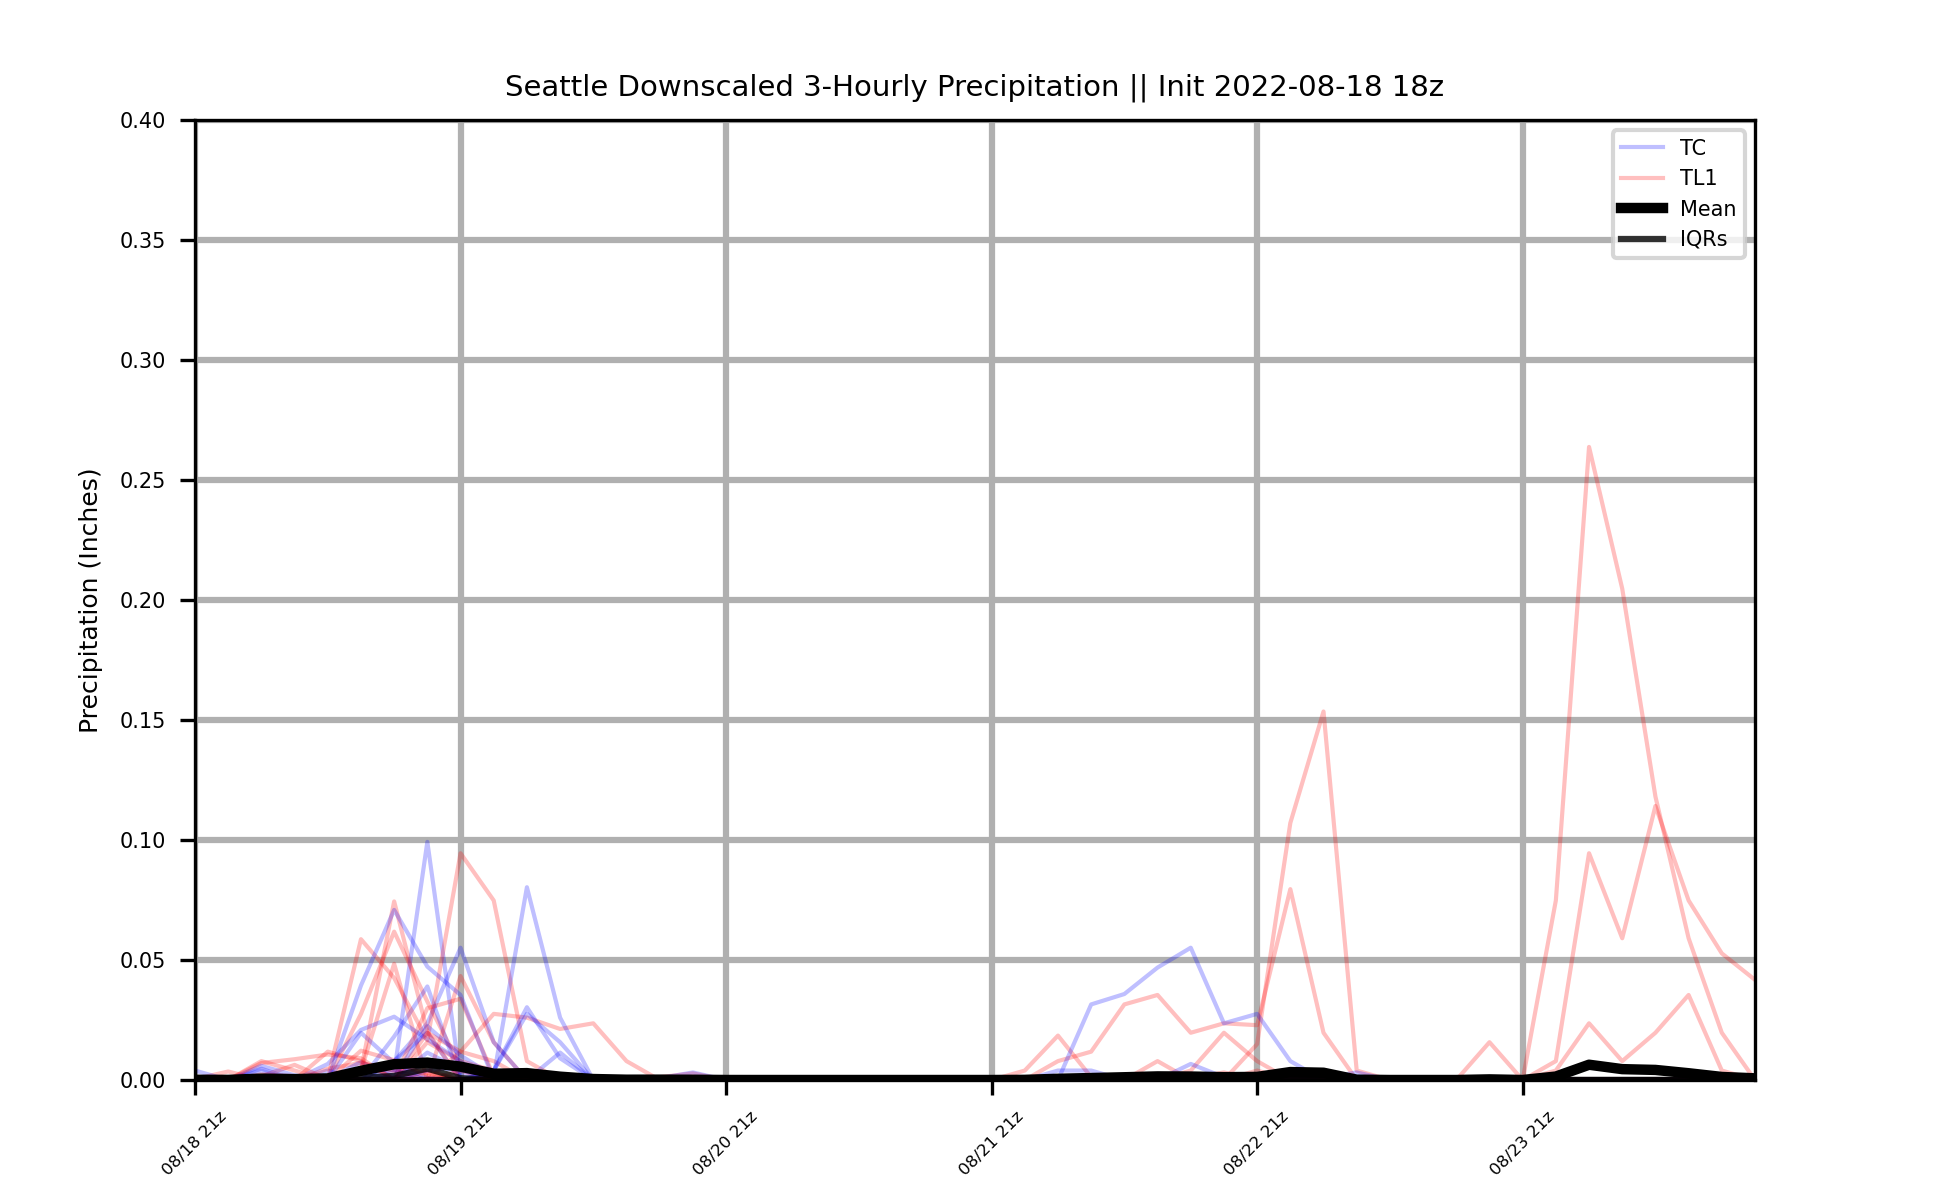 Seattle Downscaled 3-Hourly Precipitation || Init 2022-08-18 18z
TC
TL1
Mean
IQRs
Precipitation (Inches)
0.40
0.35
0.30
0.25
0.20
0.15
0.10
0.05
0.00
08/18 21z
08/19 21z
08/20 21z
08/21 21z
08/22 21z
08/23 21z